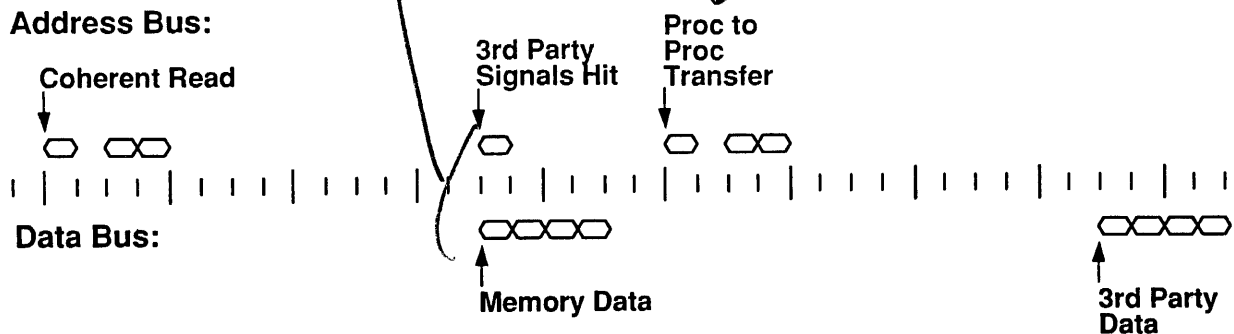 Address Bus:
Coherent Read
3rd Party
Signals Hit
Proc to
Proc
Transfer
Data Bus:
Memory Data
3rd Party
Data